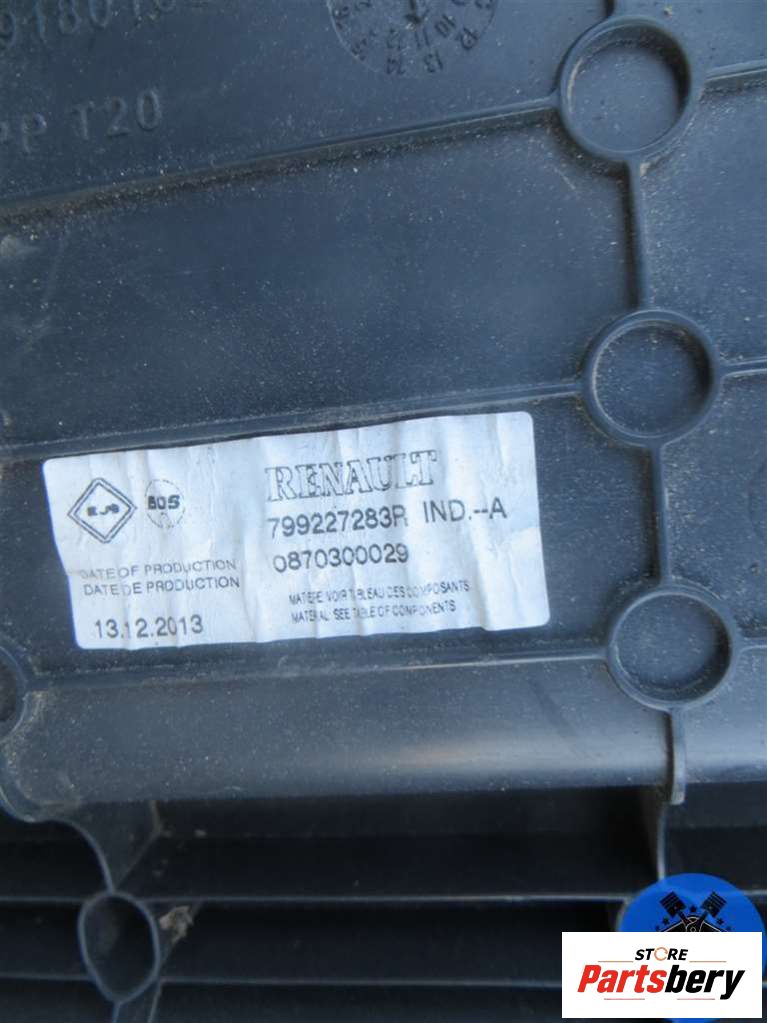 PP T20
RENAULT
BOS
799227283R IND.--A
0870300029
DATE OF PRODUCTION
DATE DE PRODUCTION
13.12.2013
MATIERE: VOIR TABLEAU DES COMPOSANTS
MATERIAL: SEE TABLE OF COMPONENTS
STORE
Partsbery